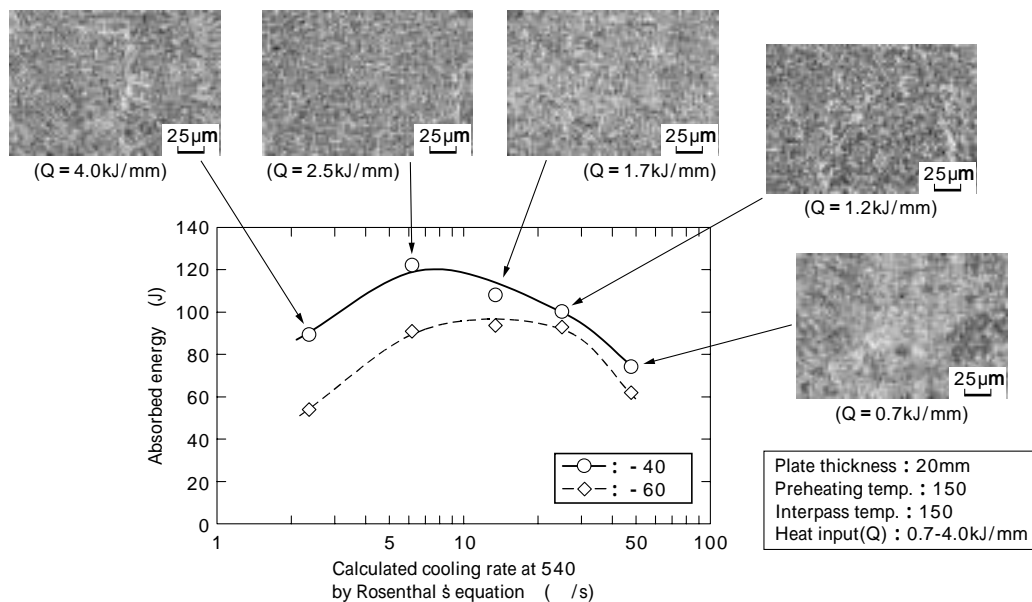 25μm
25μm
25μm
25μm
(Q = 4.0kJ/mm)
(Q = 2.5kJ/mm)
(Q = 1.7kJ/mm)
(Q = 1.2kJ/mm)
25μm
(Q = 0.7kJ/mm)
140
120
100
80
60
40
20
0
Absorbed energy (J)
: - 40
: - 60
1
5
10
50
100
Calculated cooling rate at 540
by Rosenthal ṡ equation ( /s)
Plate thickness : 20mm
Preheating temp. : 150
Interpass temp. : 150
Heat input(Q) : 0.7-4.0kJ/mm